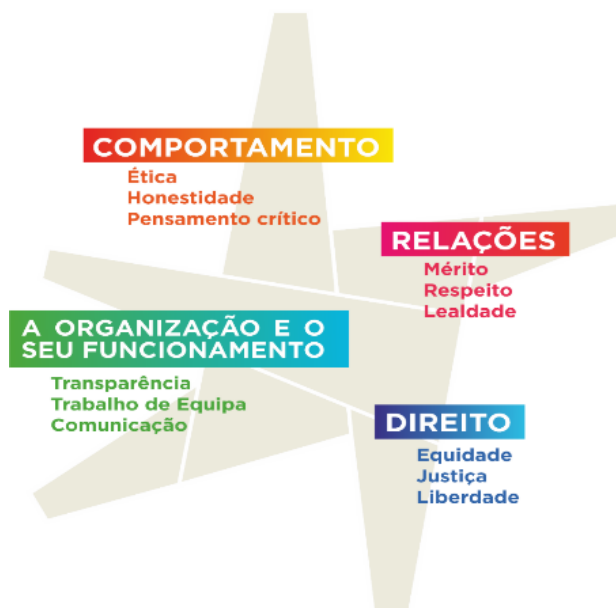 COMPORTAMENTO
Ética
Honestidade
Pensamento crítico
RELAÇÕES
Mérito
Respeito
Lealdade
A ORGANIZAÇÃO E O
SEU FUNCIONAMENTO
Transparência
Trabalho de Equipa
Comunicação
DIREITO
Equidade
Justiça
Liberdade